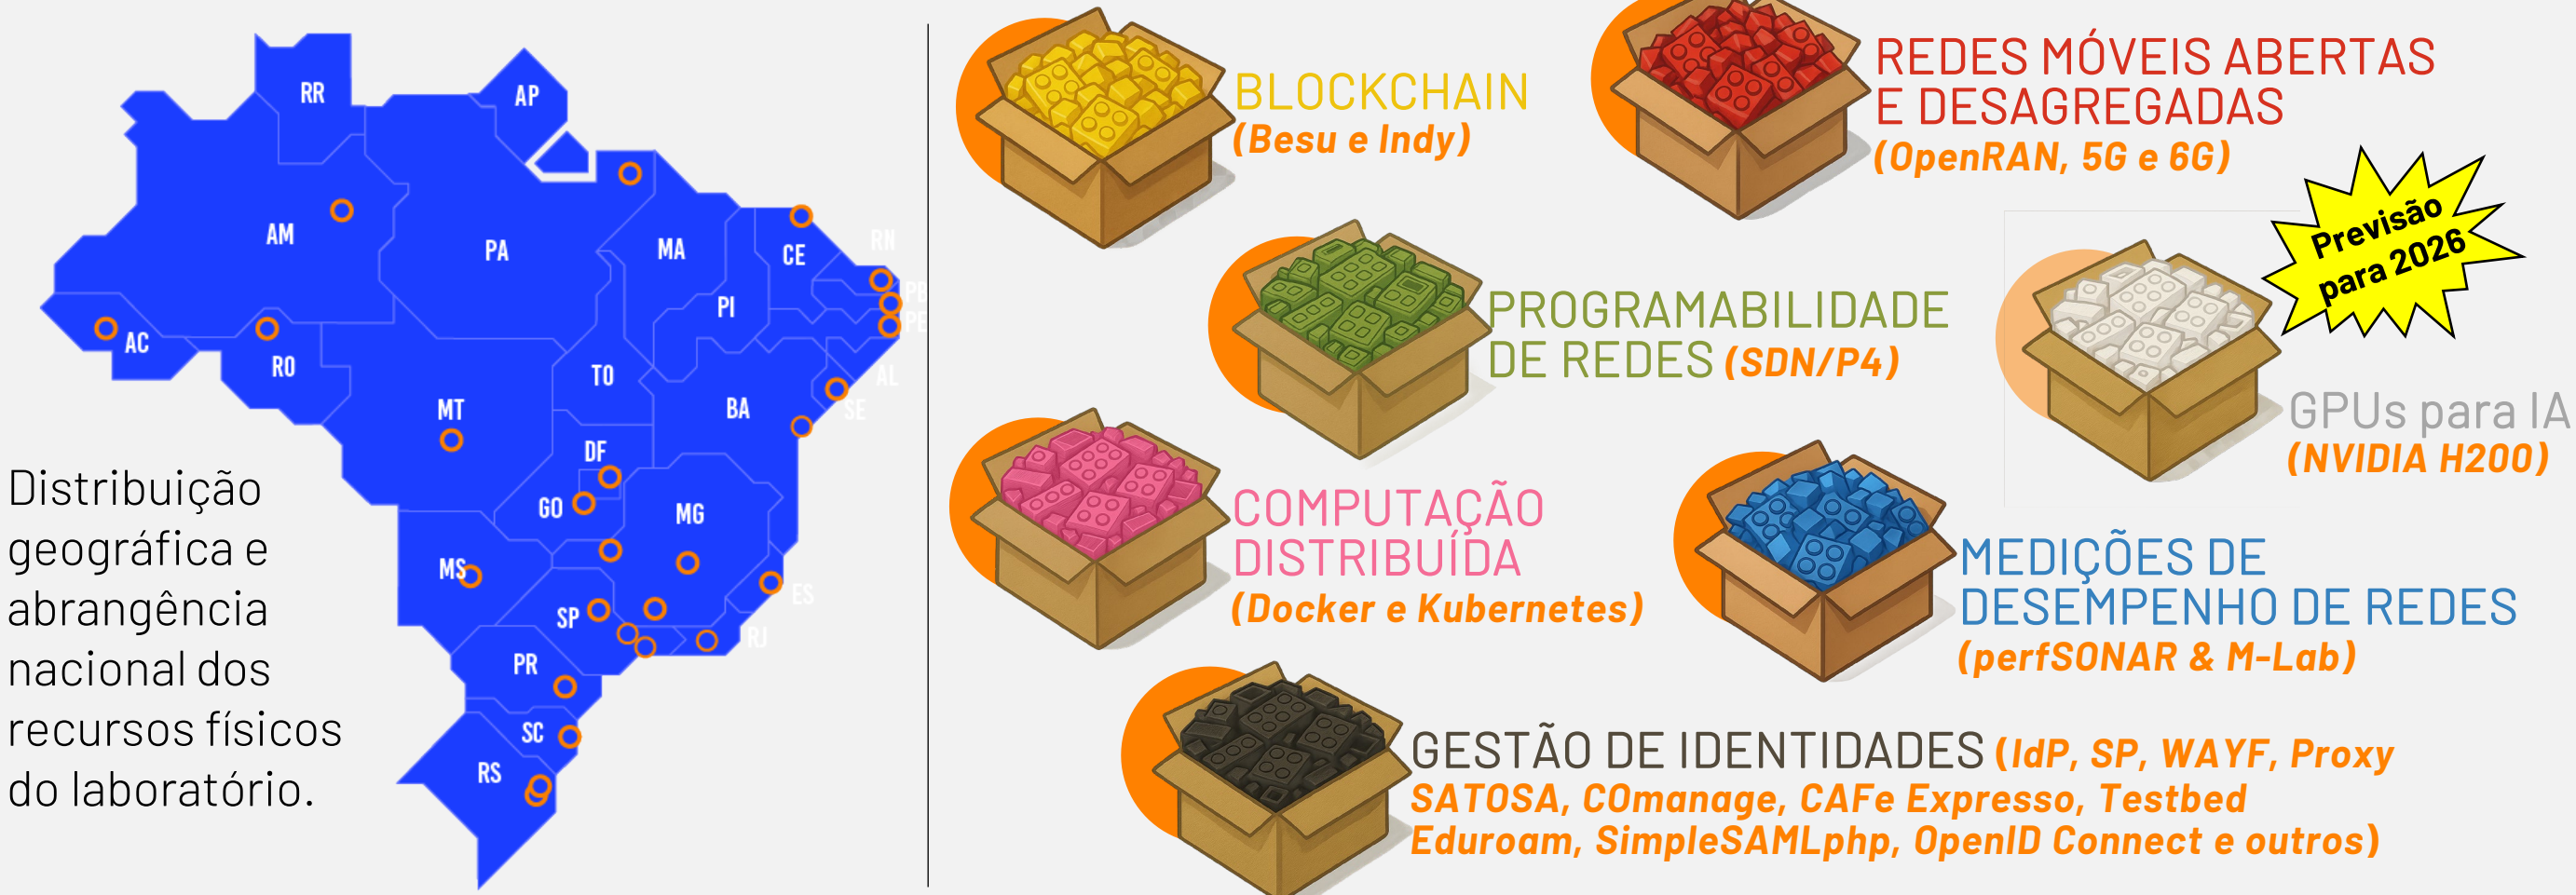 RR
AP
AM
PA
MA
CE
RN
PB
PE
PI
AC
RO
TO
AL
SE
MT
BA
DF
GO
MG
MS
ES
SP
RJ
PR
SC
RS
Distribuição
geográfica e
abrangência
nacional dos
recursos físicos
do laboratório.
BLOCKCHAIN
(Besu e Indy)
REDES MÓVEIS ABERTAS
E DESAGREGADAS
(OpenRAN, 5G e 6G)
Previsão
para 2026
PROGRAMABILIDADE
DE REDES (SDN/P4)
GPUs para IA
(NVIDIA H200)
COMPUTAÇÃO
DISTRIBUÍDA
(Docker e Kubernetes)
MEDIÇÕES DE
DESEMPENHO DE REDES
(perfSONAR & M-Lab)
GESTÃO DE IDENTIDADES (IdP, SP, WAYF, Proxy
SATOSA, COmanage, CAFe Expresso, Testbed
Eduroam, SimpleSAMLphp, OpenID Connect e outros)